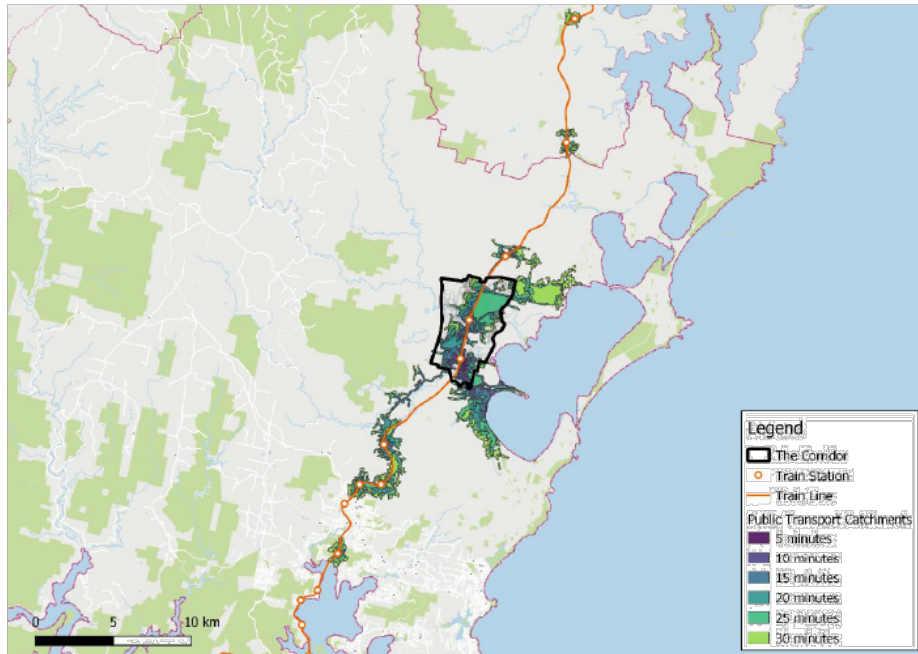 Legend
The Corridor
Train Station
Train Line
Public Transport Catchments
5 minutes
10 minutes
15 minutes
20 minutes
25 minutes
30 minutes
0 5 10 km